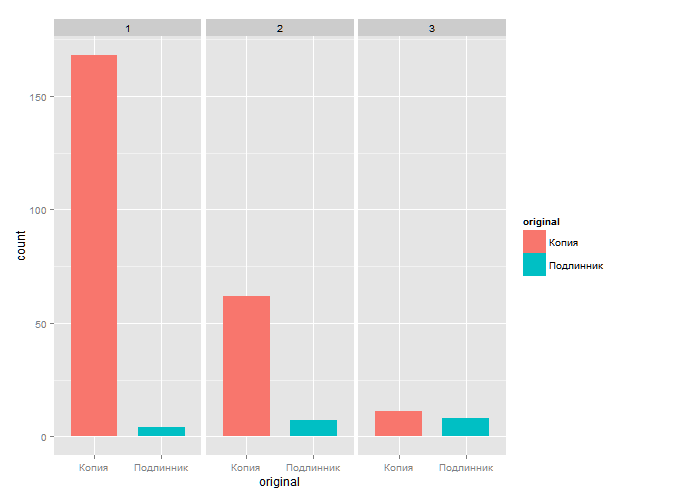 1 2 3
150
100
50
0
count
Копия Подлинник Копия Подлинник Копия Подлинник
original
original
Копия
Подлинник